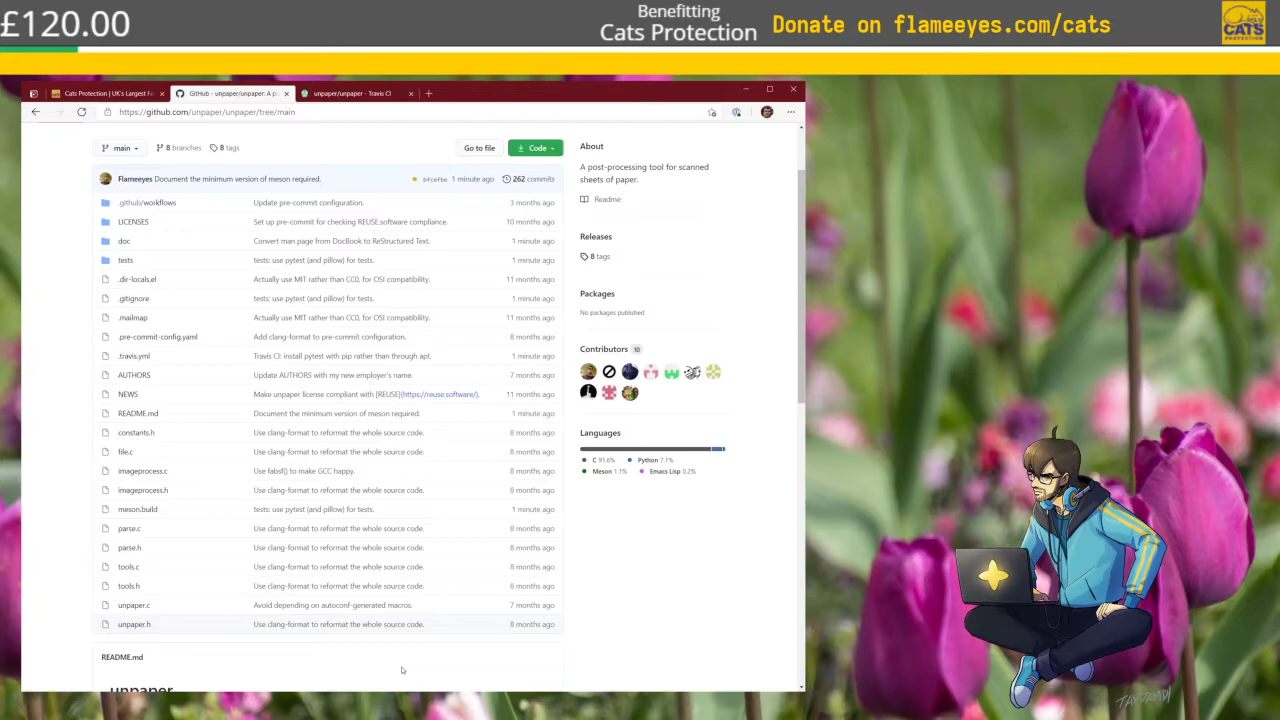 £120.00
Benefitting
Cats Protection
Donate on flameeyes.com/cats
CATS
PROTECTION
Cats Protection | UK's Largest Fe
GitHub - unpaper/unpaper: A po
unpaper/unpaper - Travis CI
https://github.com/unpaper/unpaper/tree/main
main
8 branches
8 tags
Go to file
Code
Flameeyes Document the minimum version of meson required.
bfcefbe 1 minute ago
262 commits
.github/workflows Update pre-commit configuration. 3 months ago
LICENSES Set up pre-commit for checking REUSE.software compliance. 10 months ago
doc Convert man page from DocBook to ReStructured Text. 1 minute ago
tests tests: use pytest (and pillow) for tests. 1 minute ago
.dir-locals.el Actually use MIT rather than CC0, for OSI compatibility. 11 months ago
.gitignore tests: use pytest (and pillow) for tests. 1 minute ago
.mailmap Actually use MIT rather than CC0, for OSI compatibility. 11 months ago
.pre-commit-config.yaml Add clang-format to pre-commit configuration. 8 months ago
.travis.yml Travis CI: install pytest with pip rather than through apt. 1 minute ago
AUTHORS Update AUTHORS with my new employer's name. 7 months ago
NEWS Make unpaper license compliant with [REUSE](https://reuse.software/). 11 months ago
README.md Document the minimum version of meson required. 1 minute ago
constants.h Use clang-format to reformat the whole source code. 8 months ago
file.c Use clang-format to reformat the whole source code. 8 months ago
imageprocess.c Use fabsf() to make GCC happy. 8 months ago
imageprocess.h Use clang-format to reformat the whole source code. 8 months ago
meson.build tests: use pytest (and pillow) for tests. 1 minute ago
parse.c Use clang-format to reformat the whole source code. 8 months ago
parse.h Use clang-format to reformat the whole source code. 8 months ago
tools.c Use clang-format to reformat the whole source code. 8 months ago
tools.h Use clang-format to reformat the whole source code. 8 months ago
unpaper.c Avoid depending on autoconf-generated macros. 7 months ago
unpaper.h Use clang-format to reformat the whole source code. 8 months ago
README.md
unpaper
About
A post-processing tool for scanned
sheets of paper.
Readme
Releases
8 tags
Packages
No packages published
Contributors 10
Languages
C 91.6% Python 7.1%
Meson 1.1% Emacs Lisp 0.2%